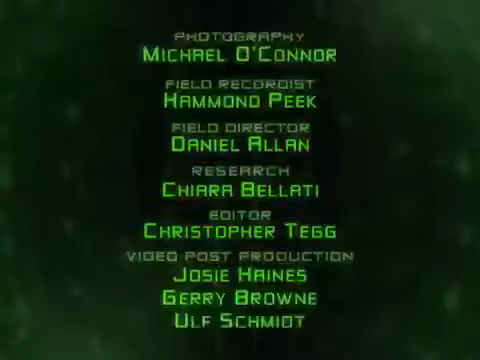 PHOTOGRAPHY
MICHAEL O'CONNOR
FIELD RECORDIST
HAMMOND PEEK
FIELD DIRECTOR
DANIEL ALLAN
RESEARCH
CHIARA BELLATI
EDITOR
CHRISTOPHER TEGG
VIDEO POST PRODUCTION
JOSIE HAINES
GERRY BROWNE
ULF SCHMIDT